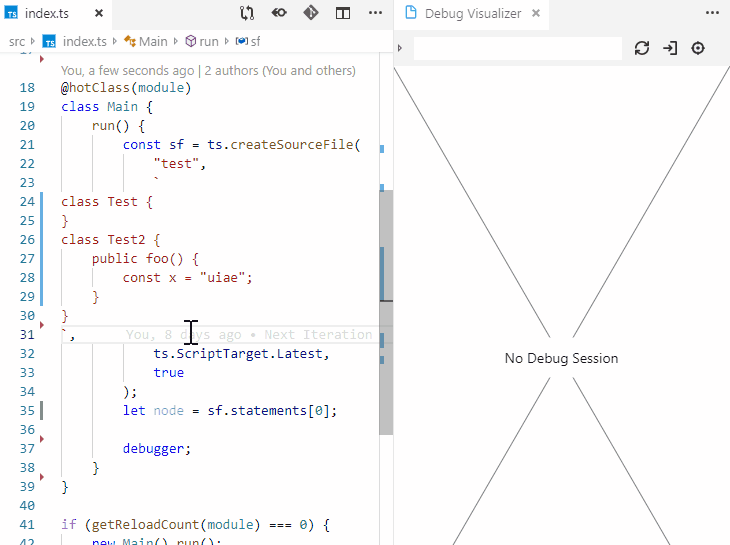 TS index.ts ×
src > TS index.ts > Main > run > sf
You, a few seconds ago | 2 authors (You and others)
18 @hotClass(module)
19 class Main {
20 run() {
21 const sf = ts.createSourceFile(
22 "test",
23 `
24 class Test {
25 }
26 class Test2 {
27 public foo() {
28 const x = "uiae";
29 }
30 }
31 `, You, 8 days ago • Next Iteration
32 ts.ScriptTarget.Latest,
33 true
34 );
35 let node = sf.statements[0];
36
37 debugger;
38 }
39 }
40
41 if (getReloadCount(module) === 0) {
42 new Main().run();
Debug Visualizer ×
No Debug Session